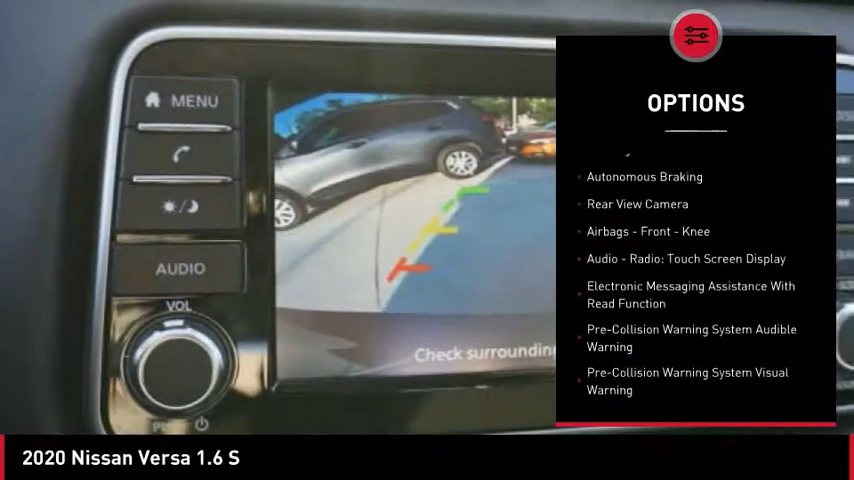 MENU
AUDIO
VOL
Check surrounding
OPTIONS
Autonomous Braking
Rear View Camera
Airbags - Front - Knee
Audio - Radio: Touch Screen Display
Electronic Messaging Assistance With
Read Function
Pre-Collision Warning System Audible
Warning
Pre-Collision Warning System Visual
Warning
2020 Nissan Versa 1.6 S